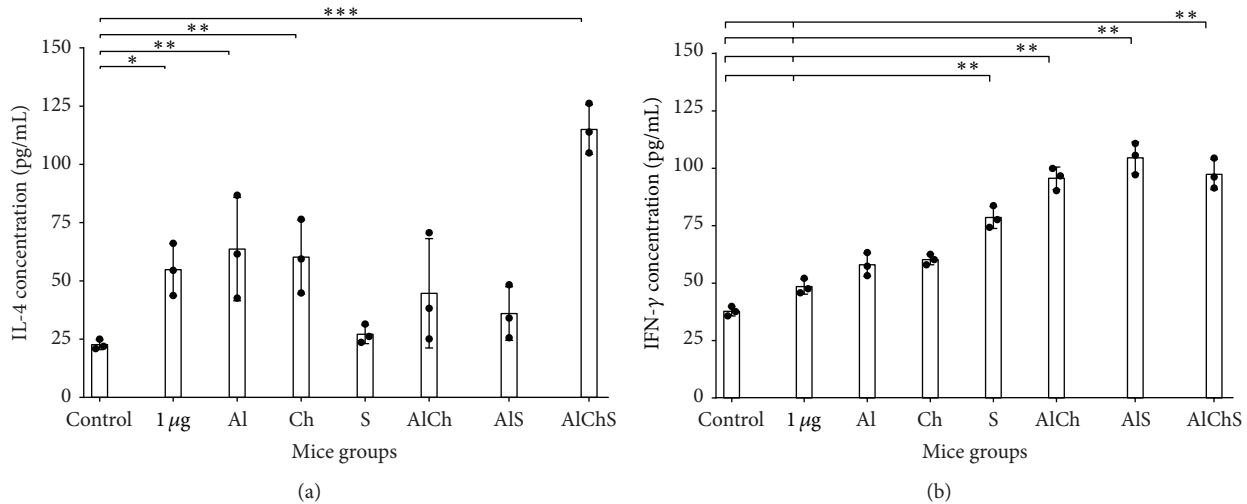 ***
**
**
*
150
125
100
75
50
25
0
IL-4 concentration (pg/mL)
Control 1 μg Al Ch S AlCh AlS AlChS
Mice groups
(a)
**
**
**
**
150
125
100
75
50
25
0
IFN-γ concentration (pg/mL)
Control 1 μg Al Ch S AlCh AlS AlChS
Mice groups
(b)